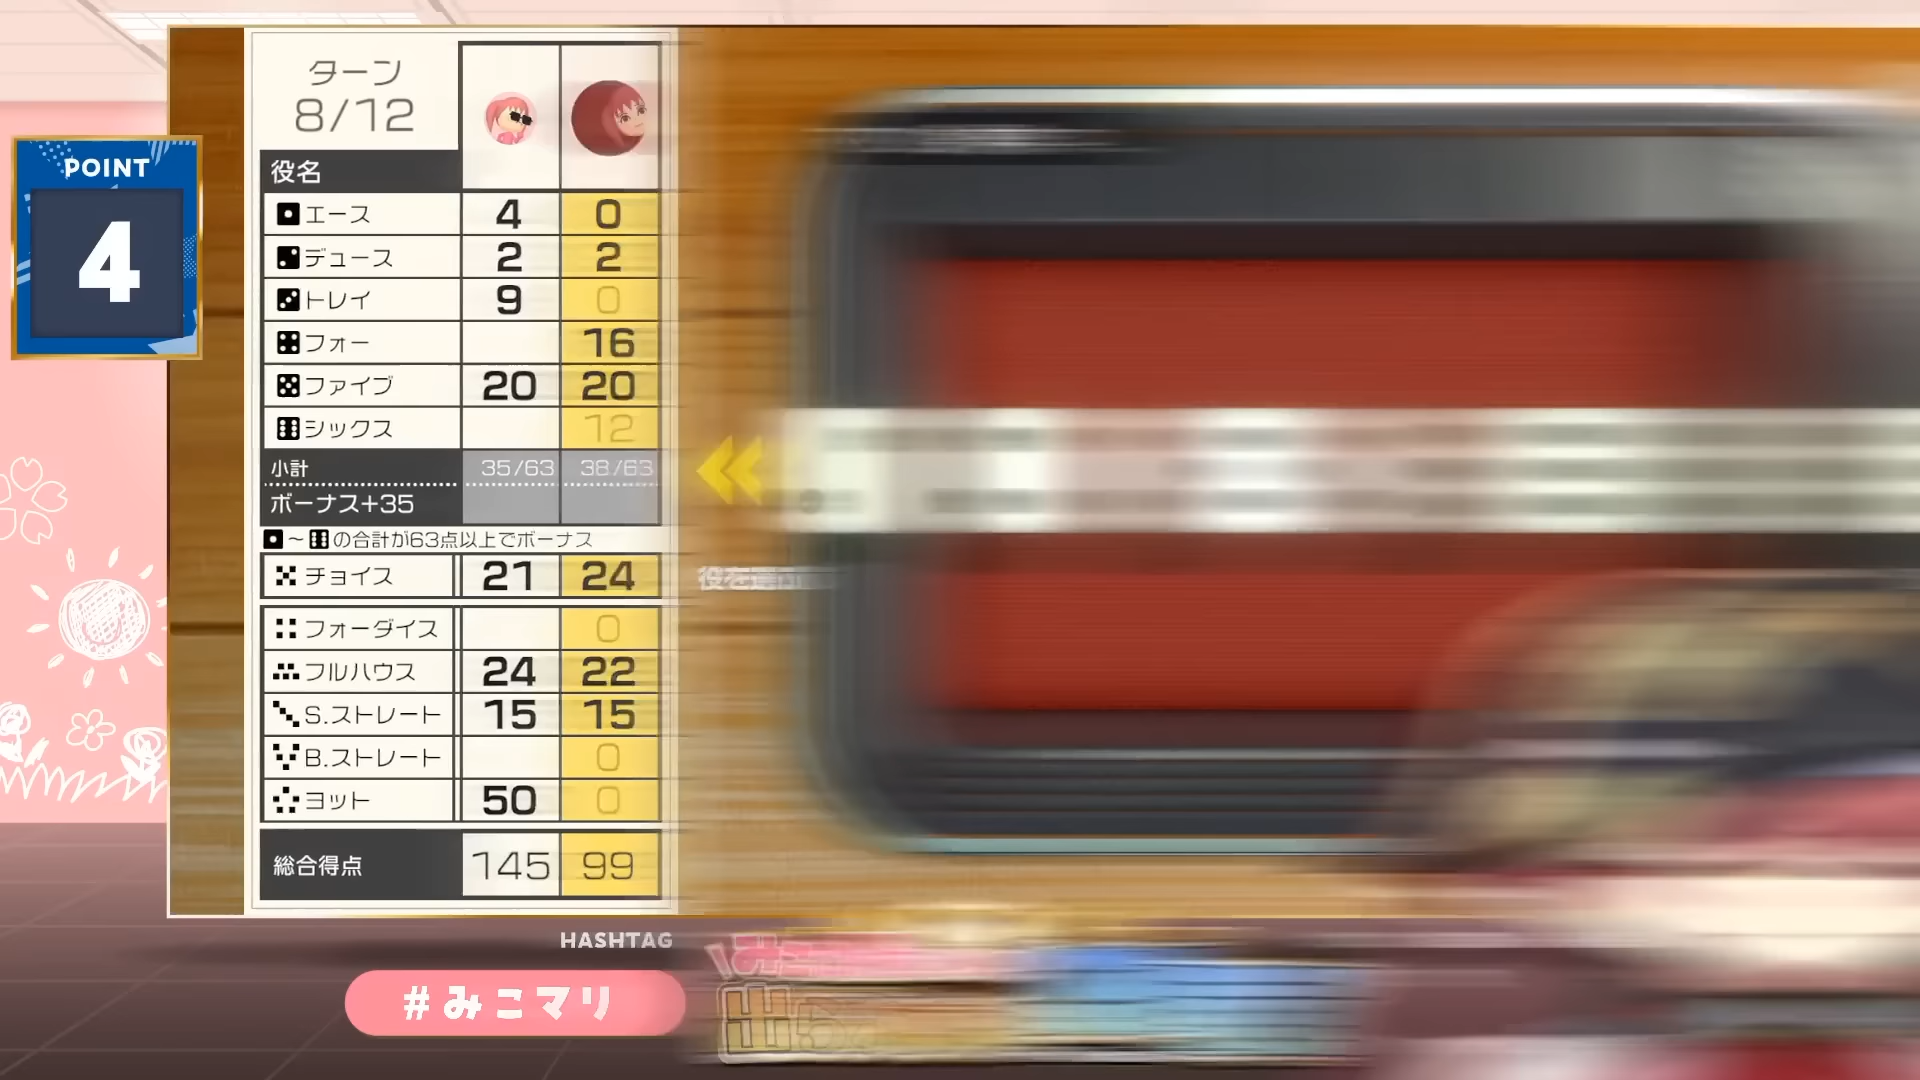 ターン
8/12
POINT
4
役名
エース 4 0
デュース 2 2
トレイ 9 0
フォー 16
ファイブ 20 20
シックス 12
小計 35/63 38/63
ボーナス+35
～ の合計が63点以上でボーナス
チョイス 21 24
役を選
フォーダイス 0
フルハウス 24 22
S.ストレート 15 15
B.ストレート 0
ヨット 50 0
総合得点 145 99
HASHTAG
#みこマリ